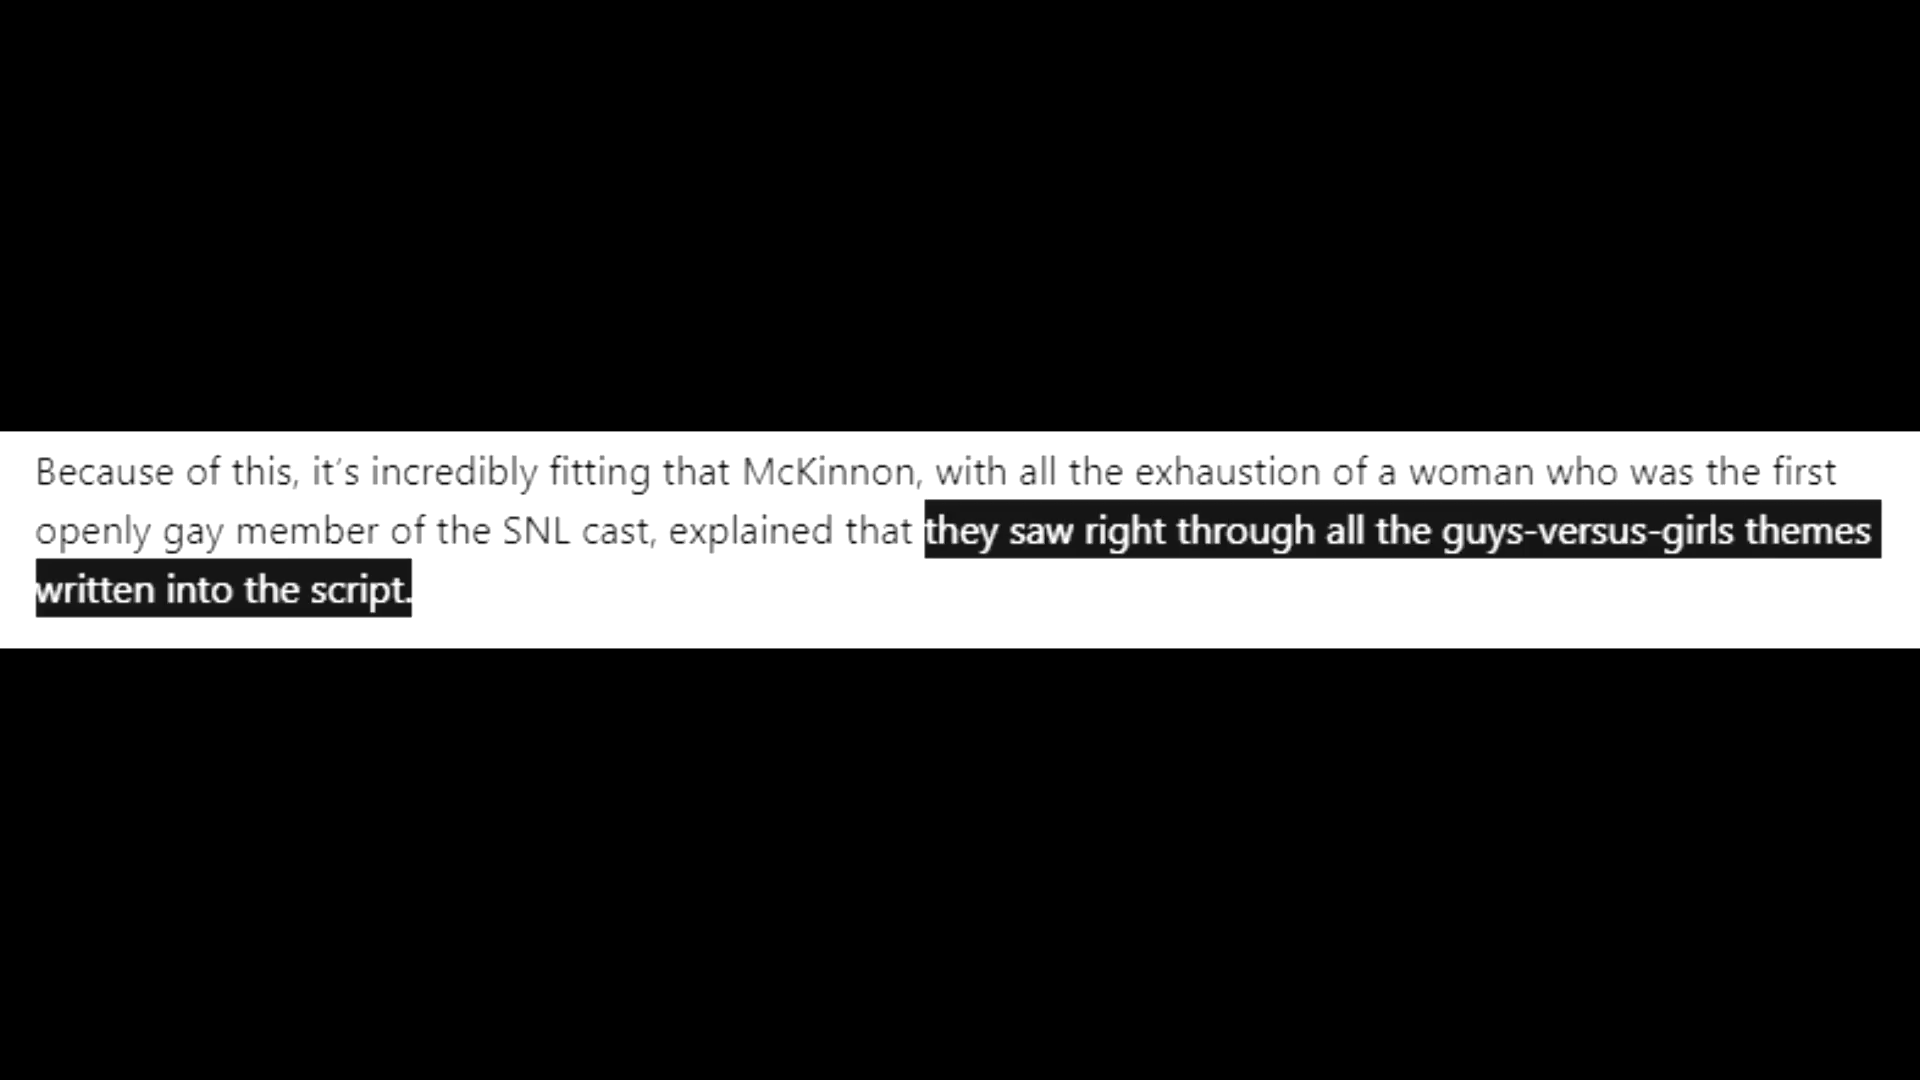 Because of this, it’s incredibly fitting that McKinnon, with all the exhaustion of a woman who was the first
openly gay member of the SNL cast, explained that they saw right through all the guys-versus-girls themes
written into the script.